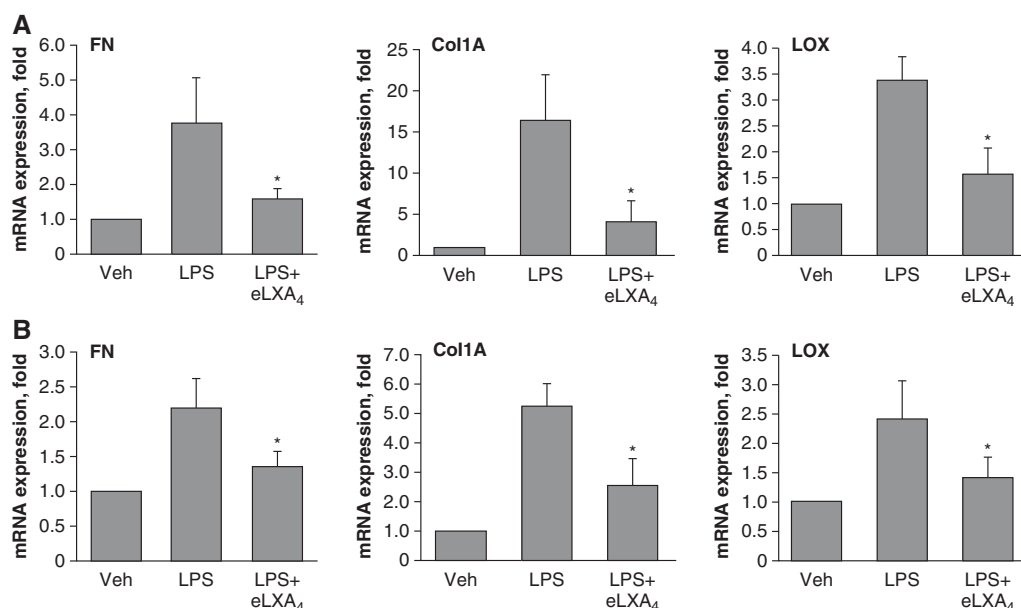 A
FN
mRNA expression, fold
6.0
5.0
4.0
3.0
2.0
1.0
0
Veh
LPS
LPS+
eLXA₄
Col1A
mRNA expression, fold
25
20
15
10
5
0
Veh
LPS
LPS+
eLXA₄
LOX
mRNA expression, fold
4.0
3.5
3.0
2.5
2.0
1.5
1.0
0.5
0
Veh
LPS
LPS+
eLXA₄
*
*
*
B
FN
mRNA expression, fold
3.0
2.5
2.0
1.5
1.0
0.5
0
Veh
LPS
LPS+
eLXA₄
Col1A
mRNA expression, fold
7.0
6.0
5.0
4.0
3.0
2.0
1.0
0
Veh
LPS
LPS+
eLXA₄
LOX
mRNA expression, fold
3.5
3.0
2.5
2.0
1.5
1.0
0.5
0
Veh
LPS
LPS+
eLXA₄
*
*
*